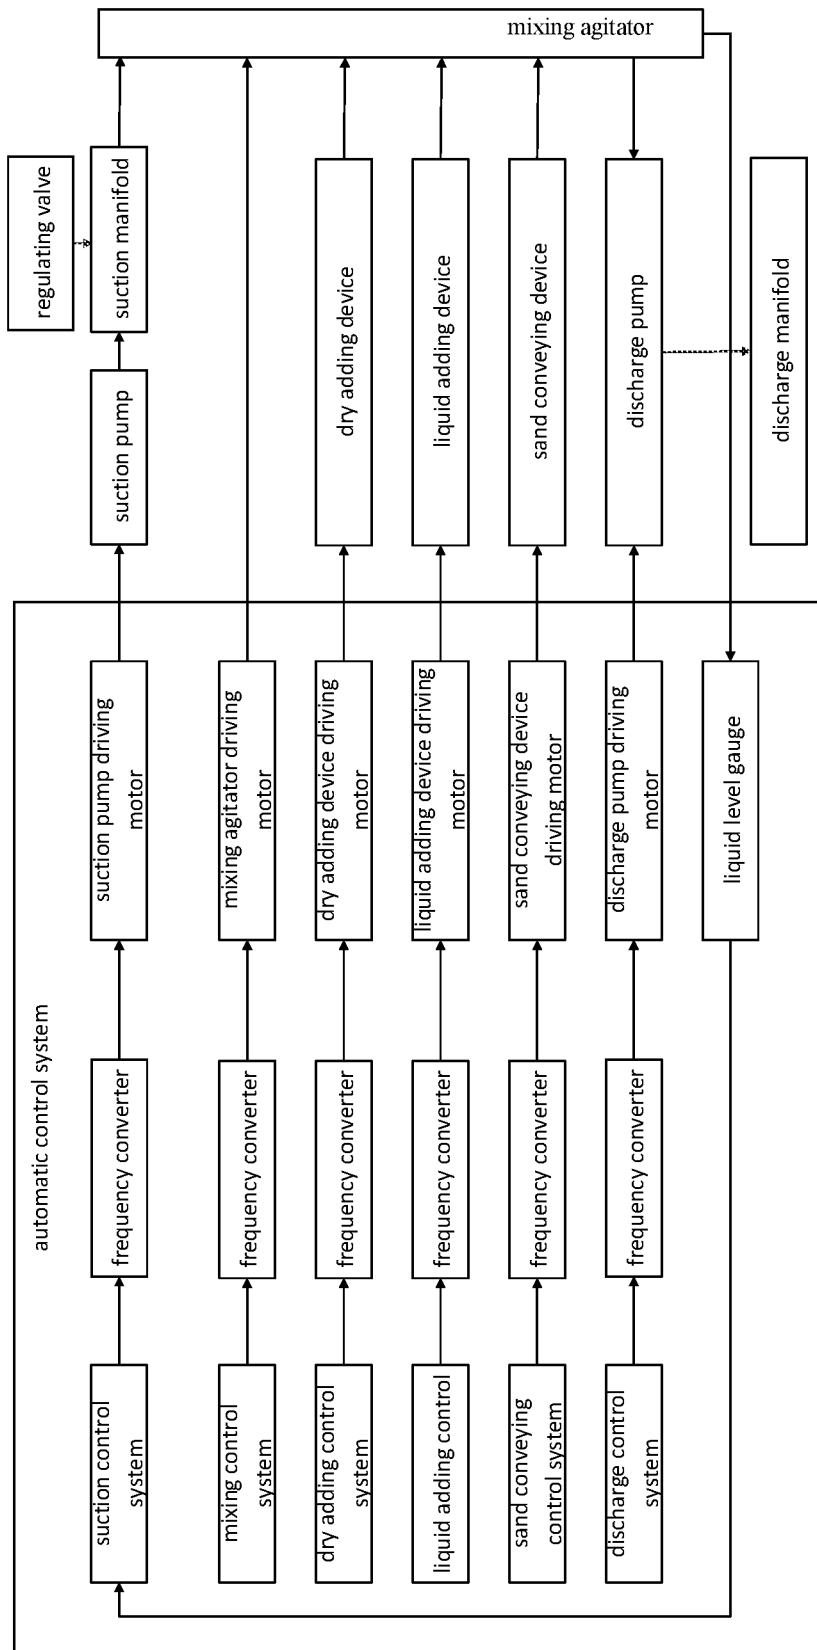 mixing agitator
regulating valve
suction manifold
suction pump
dry adding device
liquid adding device
sand conveying device
discharge pump
discharge manifold
automatic control system
suction pump driving
motor
mixing agitator driving
motor
dry adding device driving
motor
liquid adding device driving
motor
sand conveying device
driving motor
discharge pump driving
motor
liquid level gauge
frequency converter
frequency converter
frequency converter
frequency converter
frequency converter
frequency converter
suction control
system
mixing control
system
dry adding control
system
liquid adding control
sand conveying
control system
discharge control
system